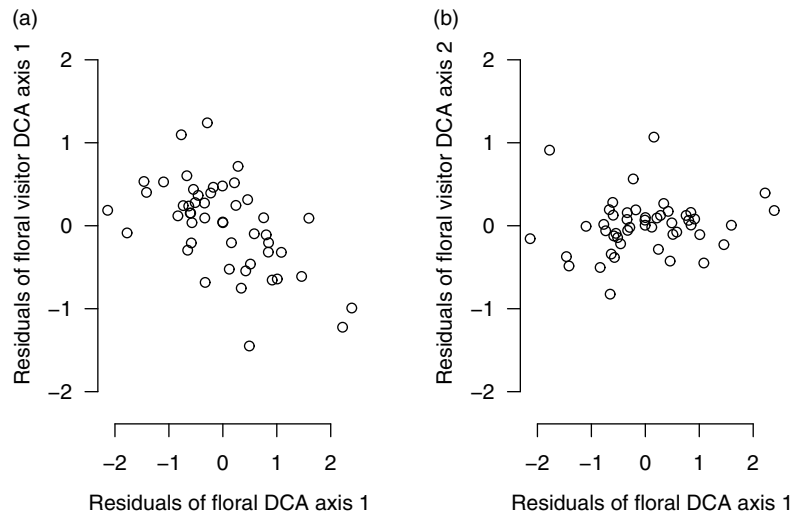 (a)
Residuals of floral visitor DCA axis 1
2
1
0
−1
−2
−2 −1 0 1 2
Residuals of floral DCA axis 1
(b)
Residuals of floral visitor DCA axis 2
2
1
0
−1
−2
−2 −1 0 1 2
Residuals of floral DCA axis 1